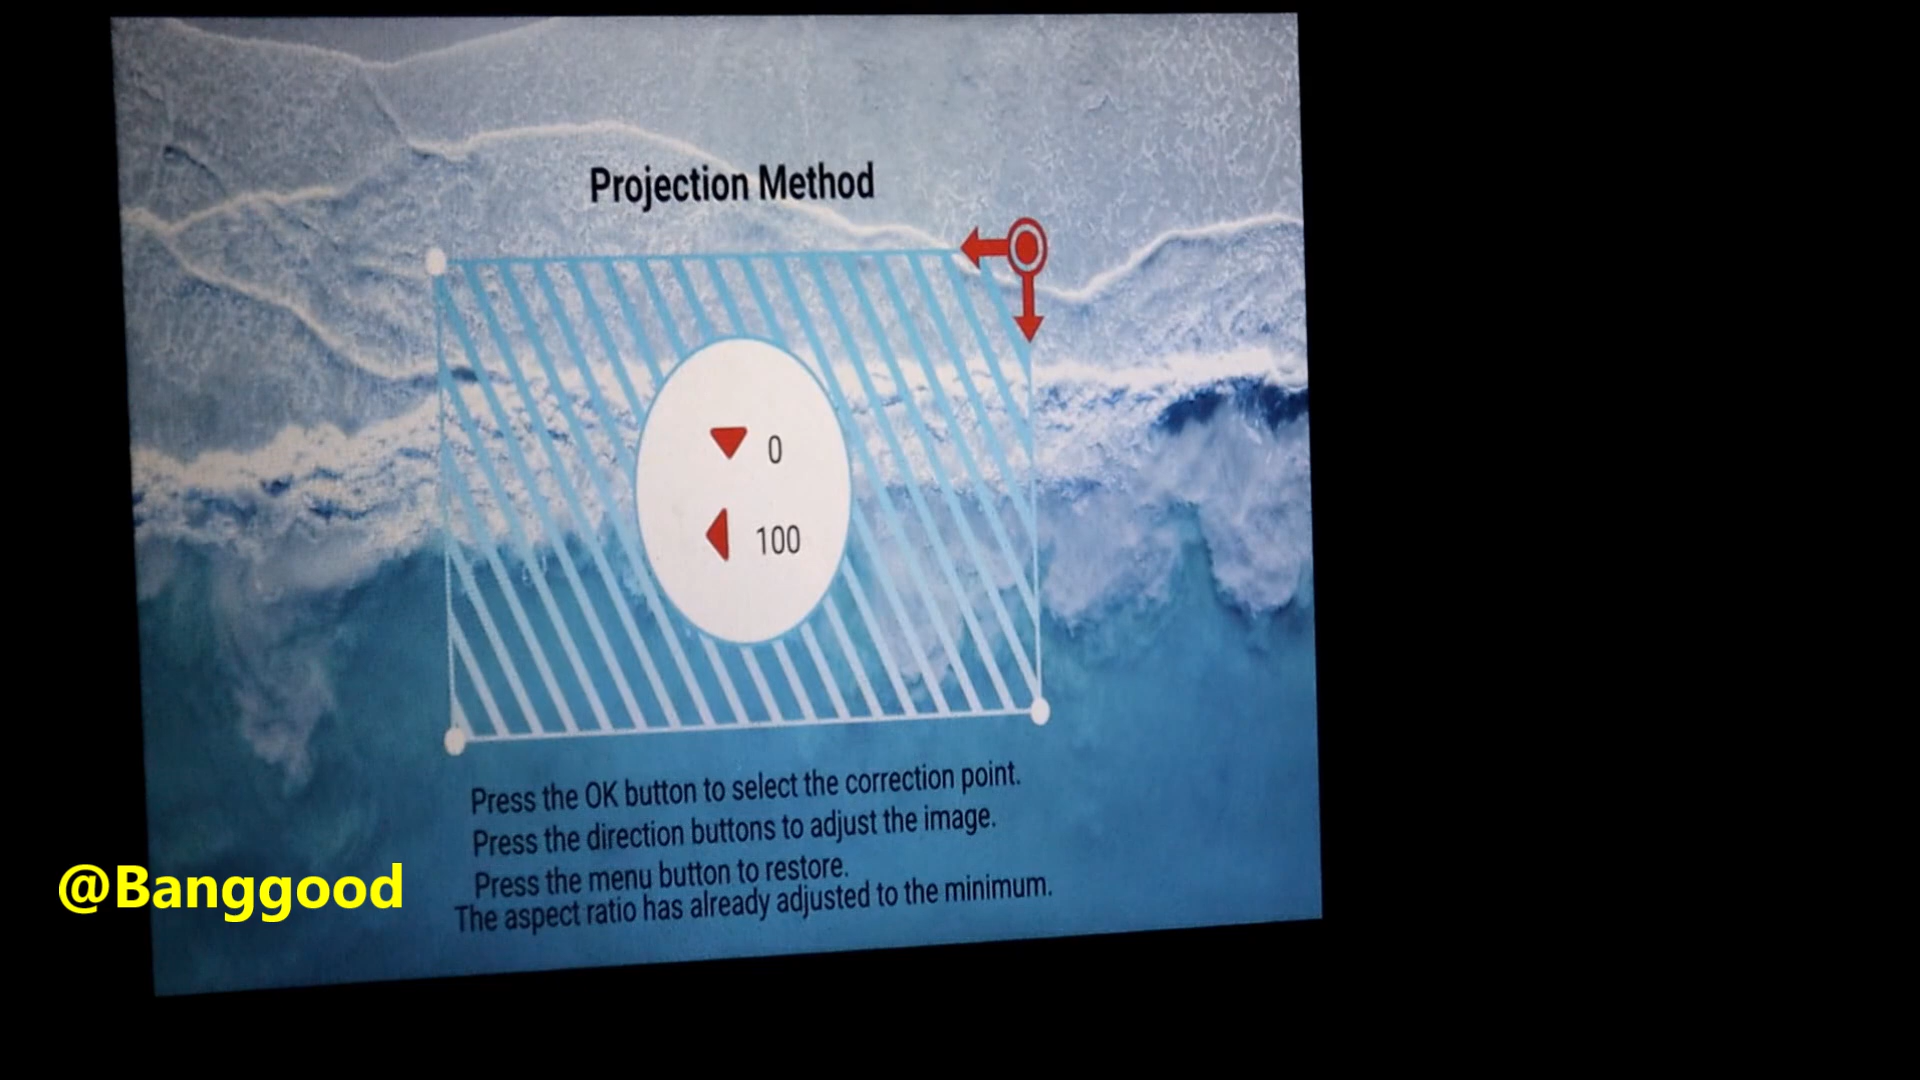 Projection Method
0
100
Press the OK button to select the correction point.
Press the direction buttons to adjust the image.
Press the menu button to restore.
The aspect ratio has already adjusted to the minimum.
@Banggood